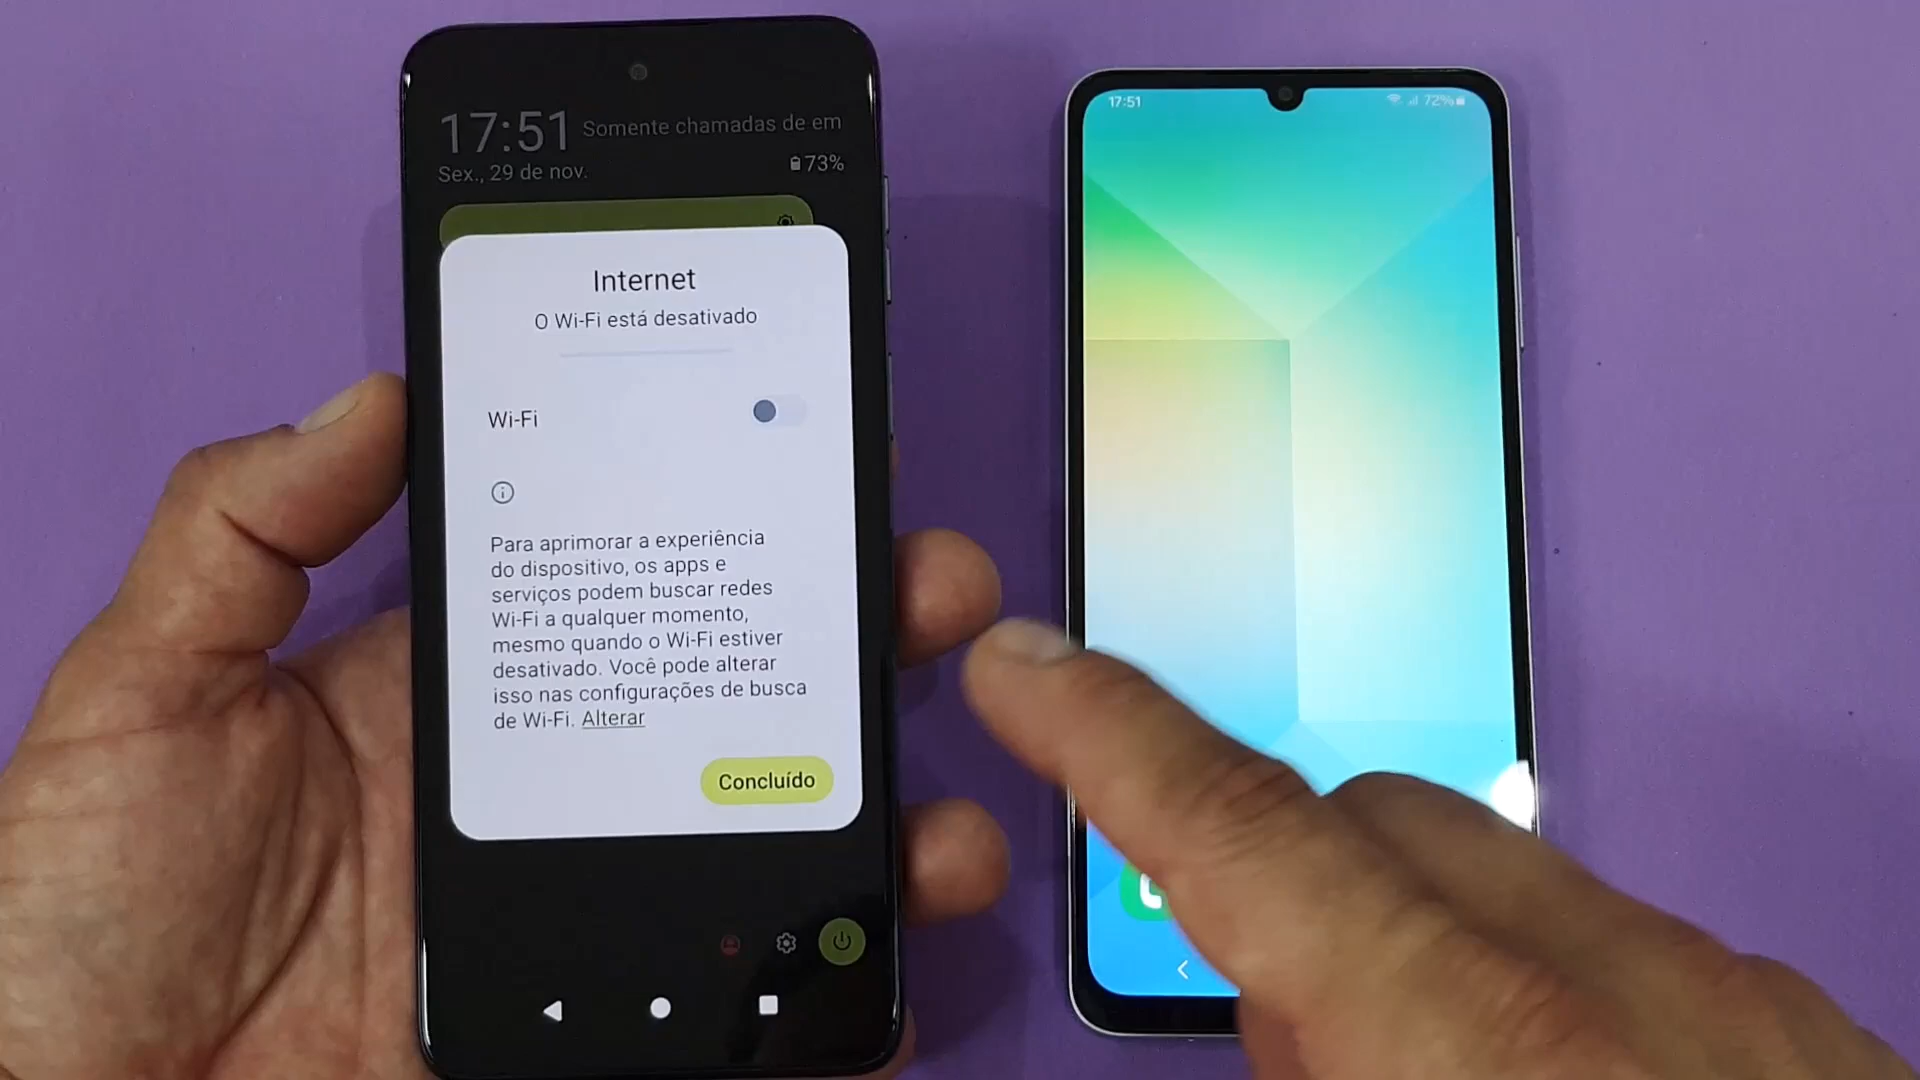 17:51
Somente chamadas de em
Sex., 29 de nov.
73%
Internet
O Wi-Fi está desativado
Wi-Fi
Para aprimorar a experiência
do dispositivo, os apps e
serviços podem buscar redes
Wi-Fi a qualquer momento,
mesmo quando o Wi-Fi estiver
desativado. Você pode alterar
isso nas configurações de busca
de Wi-Fi. Alterar
Concluído
17:51
72%